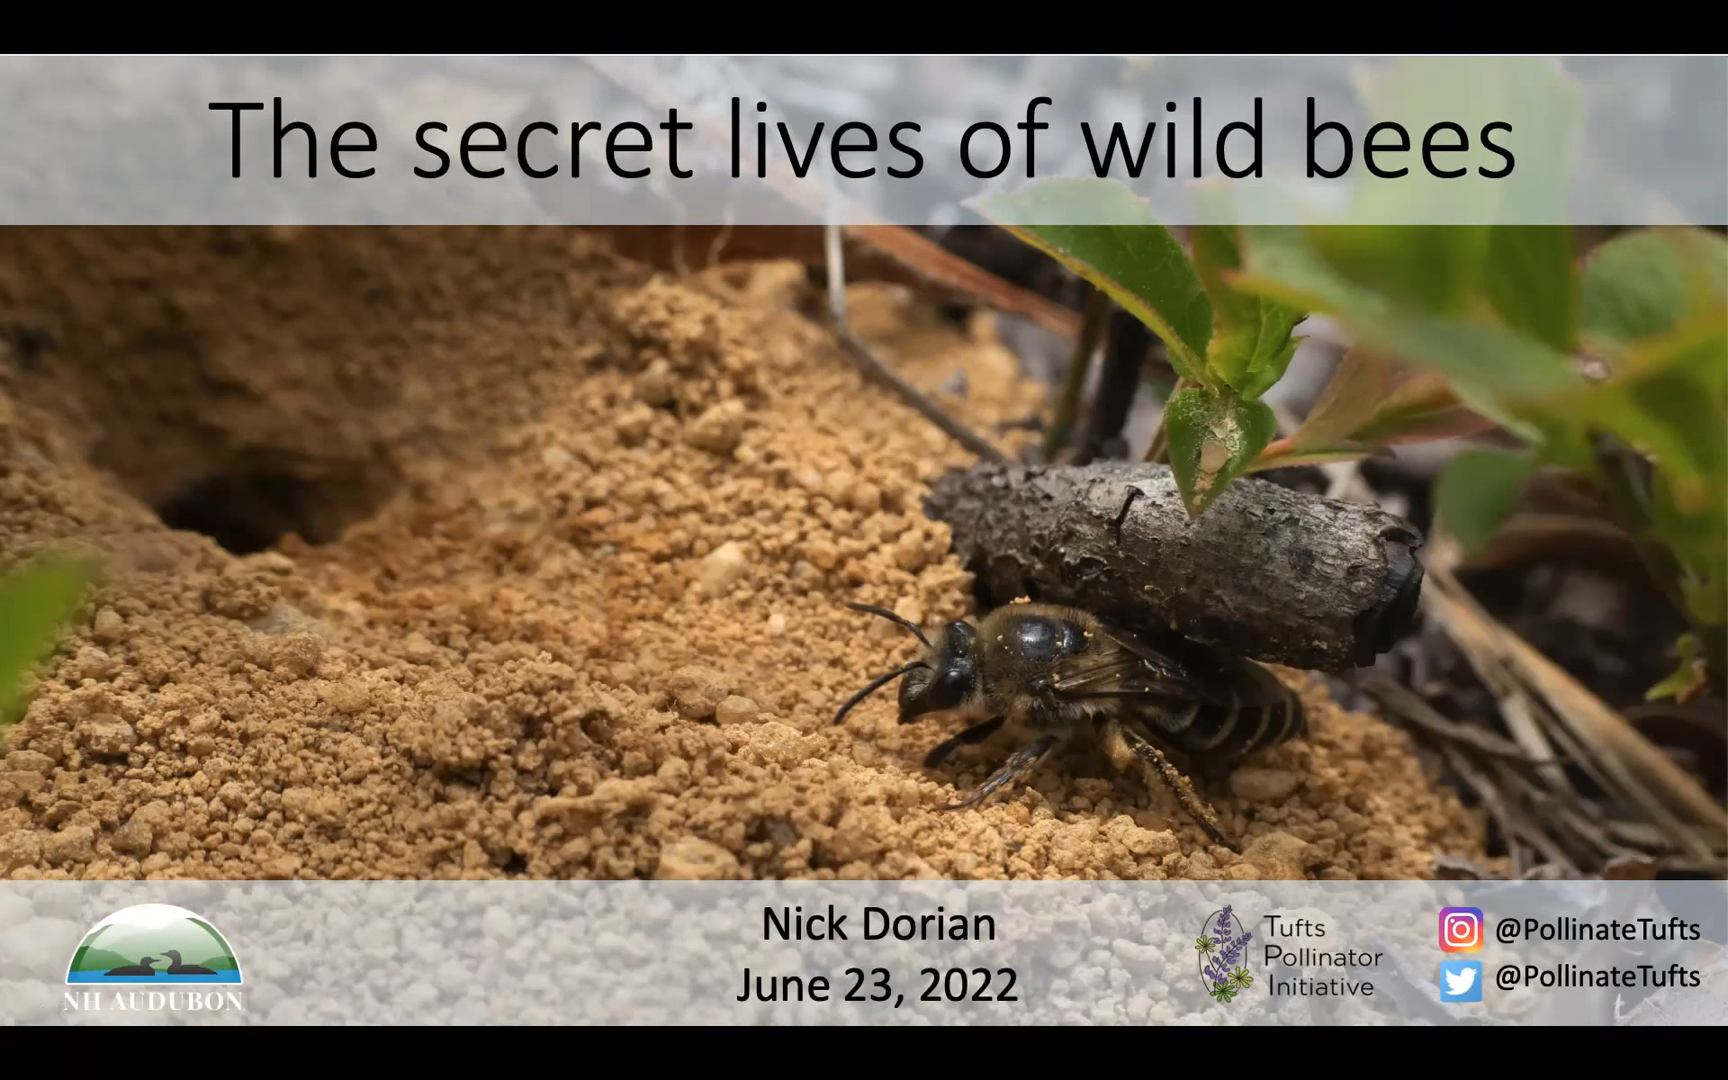 The secret lives of wild bees
NH AUDUBON
Nick Dorian
June 23, 2022
Tufts
Pollinator
Initiative
@PollinateTufts
@PollinateTufts